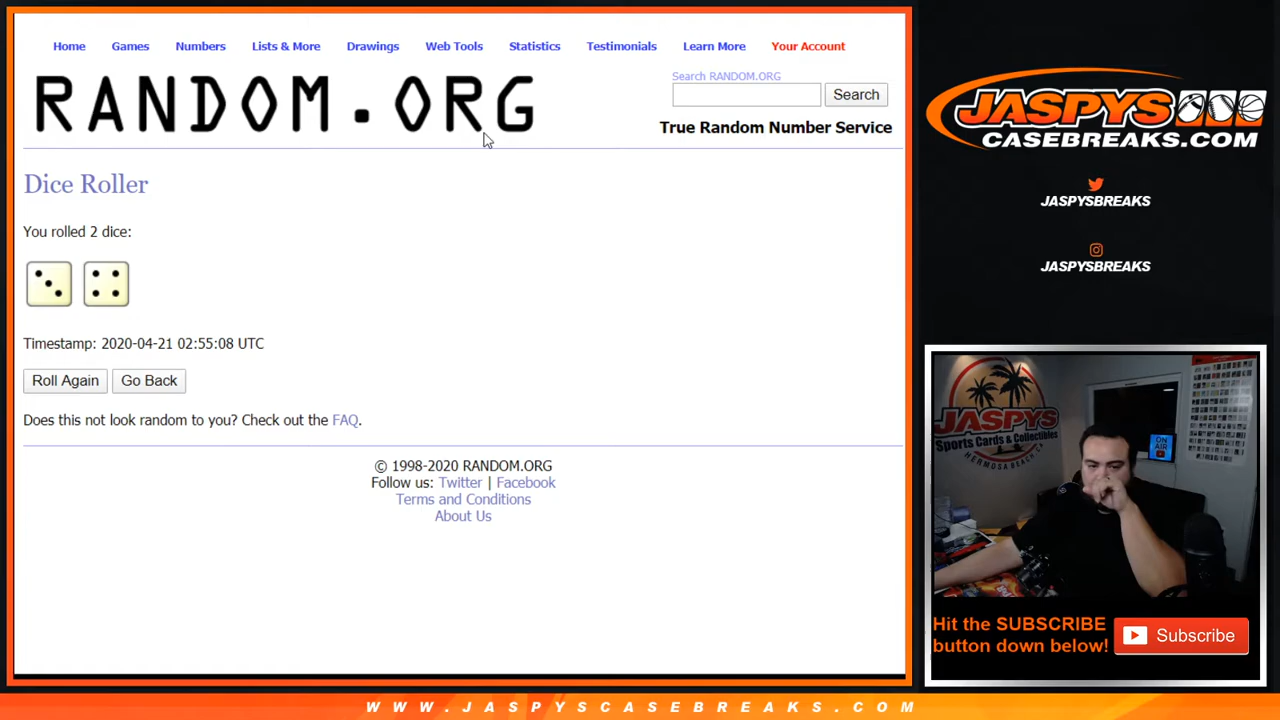 Home Games Numbers Lists & More Drawings Web Tools Statistics Testimonials Learn More Your Account
RANDOM.ORG
Search RANDOM.ORG
Search
True Random Number Service
Dice Roller
You rolled 2 dice:
Timestamp: 2020-04-21 02:55:08 UTC
Roll Again Go Back
Does this not look random to you? Check out the FAQ.
© 1998-2020 RANDOM.ORG
Follow us: Twitter | Facebook
Terms and Conditions
About Us
JASPYS
CASEBREAKS.COM
JASPYSBREAKS
JASPYSBREAKS
JASPYS
Sports Cards & Collectibles
HERMOSA BEACH CA
ON
AIR
Hit the SUBSCRIBE
button down below!
Subscribe
WWW.JASPYSCASEBREAKS.COM